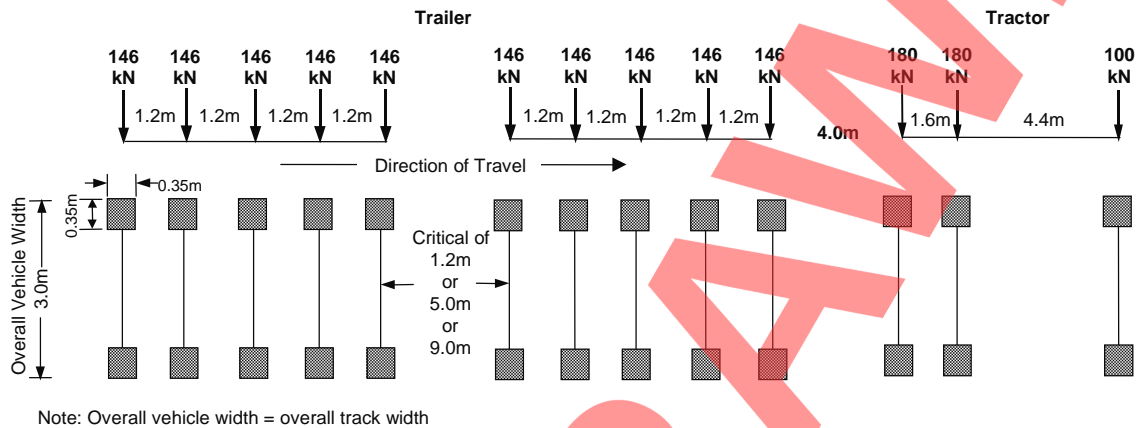 Trailer
Tractor
146 kN
146 kN
146 kN
146 kN
146 kN
146 kN
146 kN
146 kN
146 kN
146 kN
180 kN
180 kN
100 kN
1.2m
1.2m
1.2m
1.2m
1.2m
1.2m
1.2m
1.2m
4.0m
1.6m
4.4m
Direction of Travel
0.35m
0.35m
Overall Vehicle Width
3.0m
Critical of
1.2m
or
5.0m
or
9.0m
Note: Overall vehicle width = overall track width